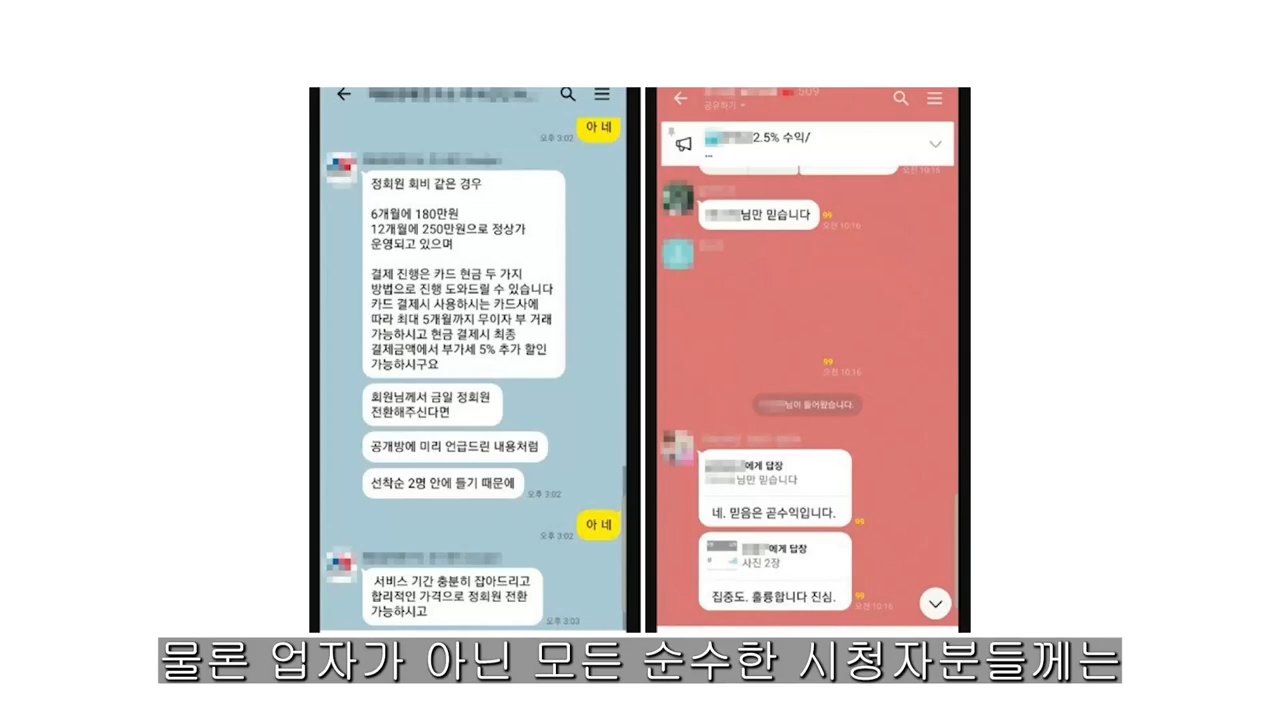 아 네
오후 3:02
정회원 회비 같은 경우
6개월에 180만원
12개월에 250만원으로 정상가
운영되고 있으며
결제 진행은 카드 현금 두 가지
방법으로 진행 도와드릴 수 있습니다
카드 결제시 사용하시는 카드사에
따라 최대 5개월까지 무이자 부 거래
가능하시고 현금 결제시 최종
결제금액에서 부가세 5% 추가 할인
가능하시구요
회원님께서 금일 정회원
전환해주신다면
공개방에 미리 언급드린 내용처럼
선착순 2명 안에 들기 때문에
오후 3:02
아 네
오후 3:02
서비스 기간 충분히 잡아드리고
합리적인 가격으로 정회원 전환
가능하시고
오후 3:03
509
공유하기
2.5% 수익/
...
오전 10:16
님만 믿습니다
99
오전 10:16
99
오전 10:16
님이 들어왔습니다.
에게 답장
님만 믿습니다
네. 믿음은 곧수익입니다.
99
에게 답장
사진 2장
집중도. 훌륭합니다 진심.
99
오전 10:16
물론 업자가 아닌 모든 순수한 시청자분들께는